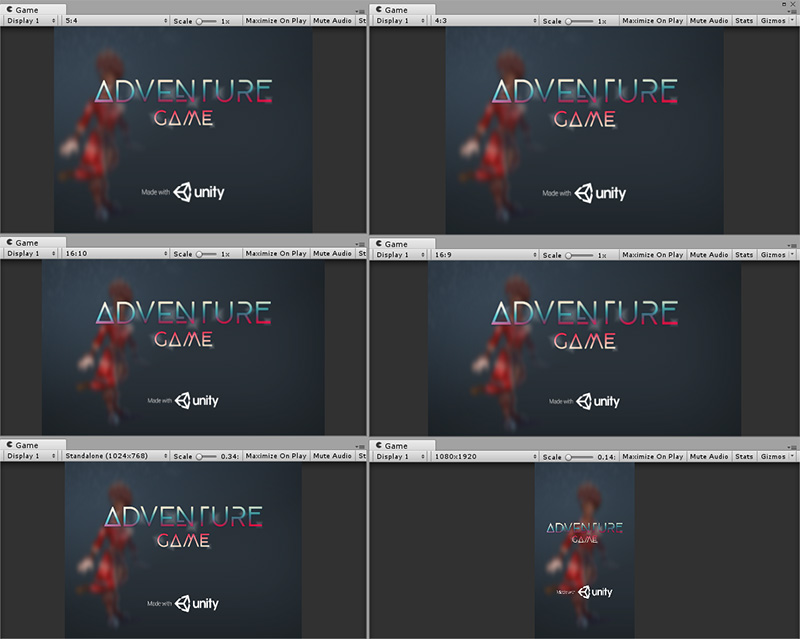 Game
Display 1 5:4 Scale 1x Maximize On Play Mute Audio St
ADVENTURE
GAME
Made with unity
Game
Display 1 4:3 Scale 1x Maximize On Play Mute Audio Stats Gizmos
ADVENTURE
GAME
Made with unity
Game
Display 1 16:10 Scale 1x Maximize On Play Mute Audio St
ADVENTURE
GAME
Made with unity
Game
Display 1 16:9 Scale 1x Maximize On Play Mute Audio Stats Gizmos
ADVENTURE
GAME
Made with unity
Game
Display 1 Standalone (1024x768) Scale 0.34: Maximize On Play Mute Audio St
ADVENTURE
GAME
Made with unity
Game
Display 1 1080x1920 Scale 0.14: Maximize On Play Mute Audio Stats Gizmos
ADVENTURE
GAME
Made with unity